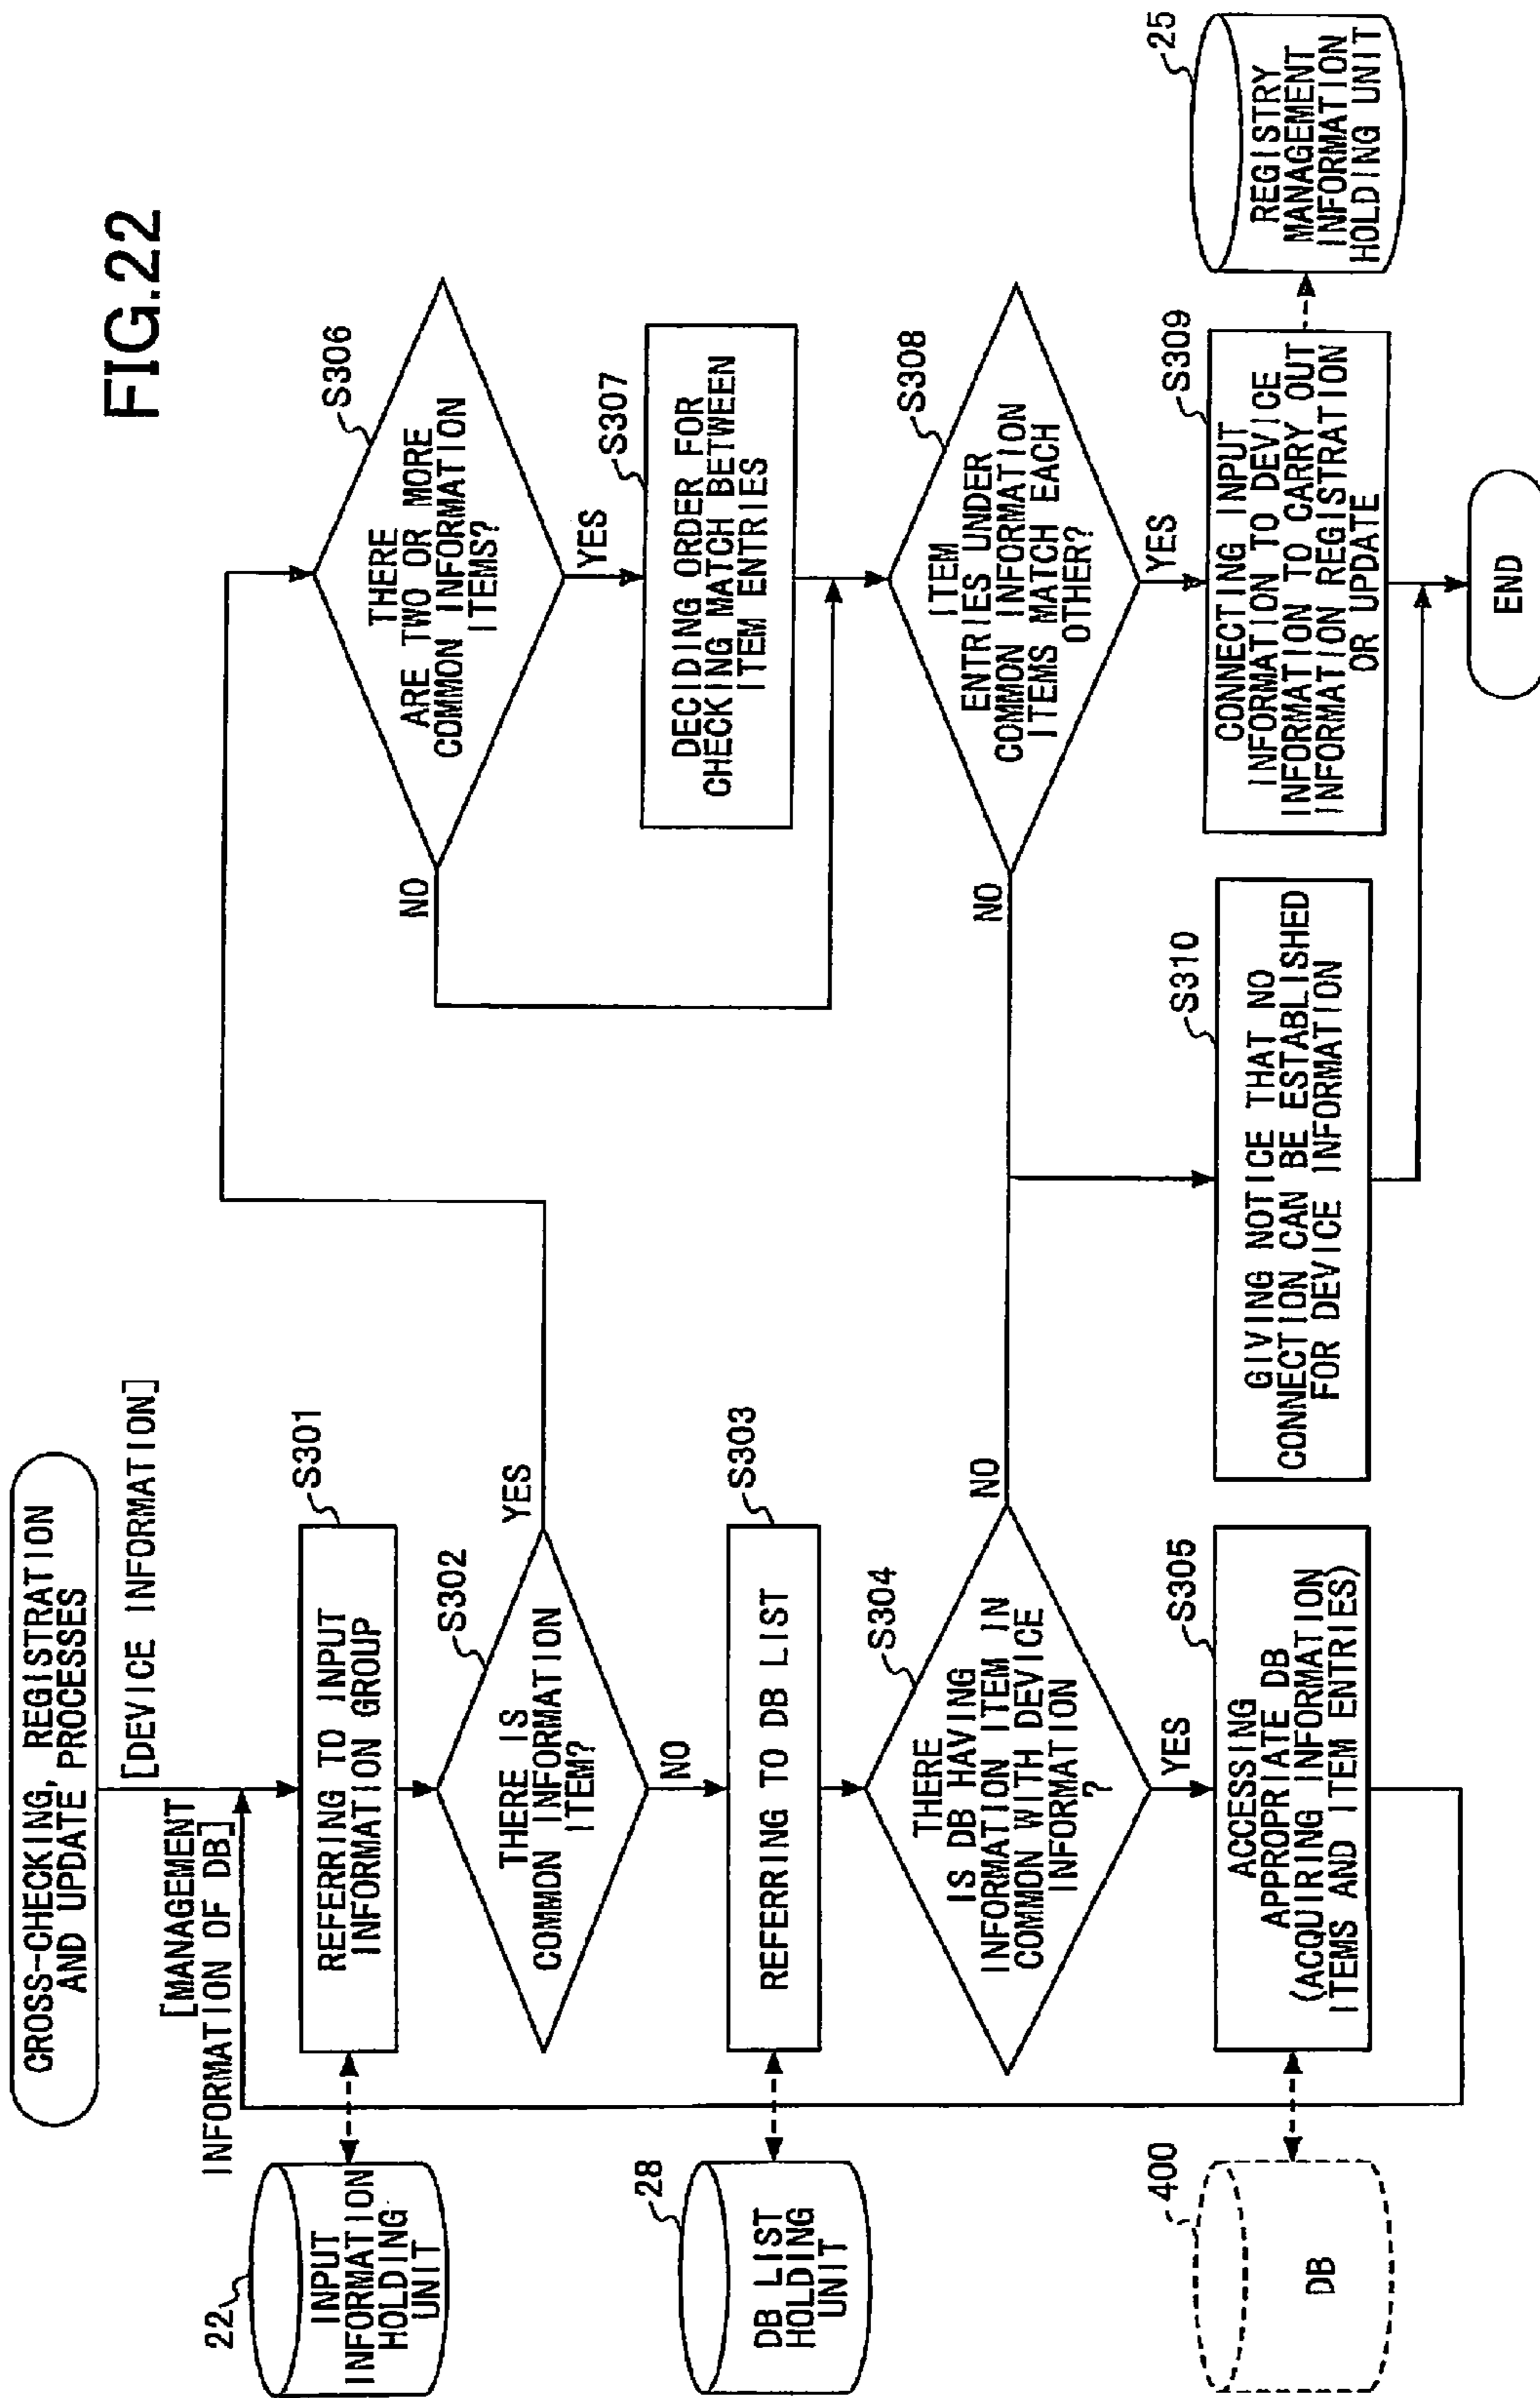 FIG.22
CROSS-CHECKING, REGISTRATION
AND UPDATE PROCESSES
[DEVICE INFORMATION]
[MANAGEMENT
INFORMATION OF DB]
S301
REFERRING TO INPUT
INFORMATION GROUP
22
INPUT
INFORMATION
HOLDING
UNIT
S302
THERE IS
COMMON INFORMATION
ITEM?
YES
NO
S303
REFERRING TO DB LIST
28
DB LIST
HOLDING
UNIT
S304
THERE
IS DB HAVING
INFORMATION ITEM IN
COMMON WITH DEVICE
INFORMATION
?
NO
YES
S305
ACCESSING
APPROPRIATE DB
(ACQUIRING INFORMATION
ITEMS AND ITEM ENTRIES)
400
DB
S306
THERE
ARE TWO OR MORE
COMMON INFORMATION
ITEMS?
NO
YES
S307
DECIDING ORDER FOR
CHECKING MATCH BETWEEN
ITEM ENTRIES
S308
ITEM
ENTRIES UNDER
COMMON INFORMATION
ITEMS MATCH EACH
OTHER?
NO
YES
S310
GIVING NOTICE THAT NO
CONNECTION CAN BE ESTABLISHED
FOR DEVICE INFORMATION
S309
CONNECTING INPUT
INFORMATION TO DEVICE
INFORMATION TO CARRY OUT
INFORMATION REGISTRATION
OR UPDATE
25
REGISTRY
MANAGEMENT
INFORMATION
HOLDING UNIT
END